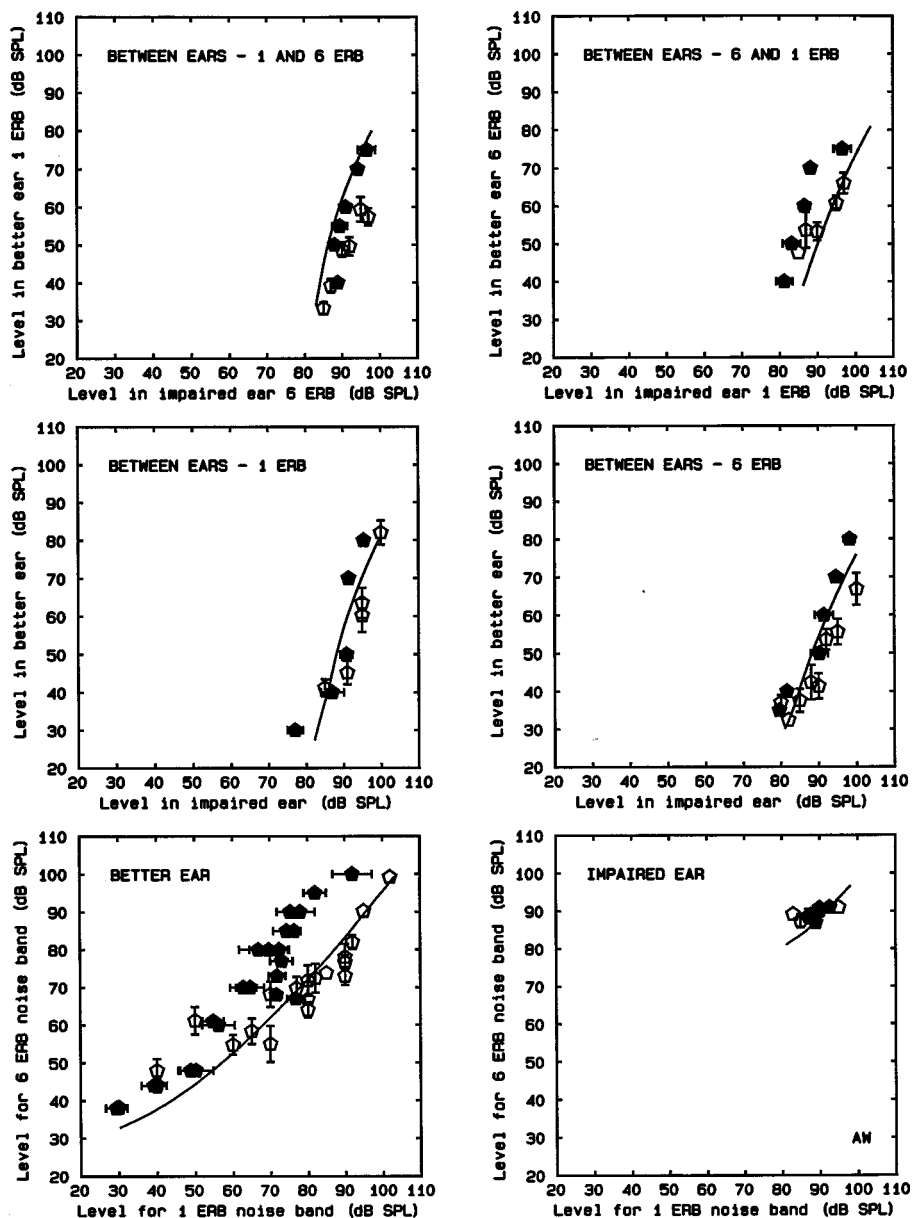 BETWEEN EARS - 1 AND 6 ERB
Level in better ear 1 ERB (dB SPL)
110
100
90
80
70
60
50
40
30
20
20 30 40 50 60 70 80 90 100 110
Level in impaired ear 6 ERB (dB SPL)
BETWEEN EARS - 6 AND 1 ERB
Level in better ear 6 ERB (dB SPL)
110
100
90
80
70
60
50
40
30
20
20 30 40 50 60 70 80 90 100 110
Level in impaired ear 1 ERB (dB SPL)
BETWEEN EARS - 1 ERB
Level in better ear (dB SPL)
110
100
90
80
70
60
50
40
30
20
20 30 40 50 60 70 80 90 100 110
Level in impaired ear (dB SPL)
BETWEEN EARS - 6 ERB
Level in better ear (dB SPL)
110
100
90
80
70
60
50
40
30
20
20 30 40 50 60 70 80 90 100 110
Level in impaired ear (dB SPL)
BETTER EAR
Level for 6 ERB noise band (dB SPL)
110
100
90
80
70
60
50
40
30
20
20 30 40 50 60 70 80 90 100 110
Level for 1 ERB noise band (dB SPL)
IMPAIRED EAR
Level for 6 ERB noise band (dB SPL)
110
100
90
80
70
60
50
40
30
20
AW
20 30 40 50 60 70 80 90 100 110
Level for 1 ERB noise band (dB SPL)